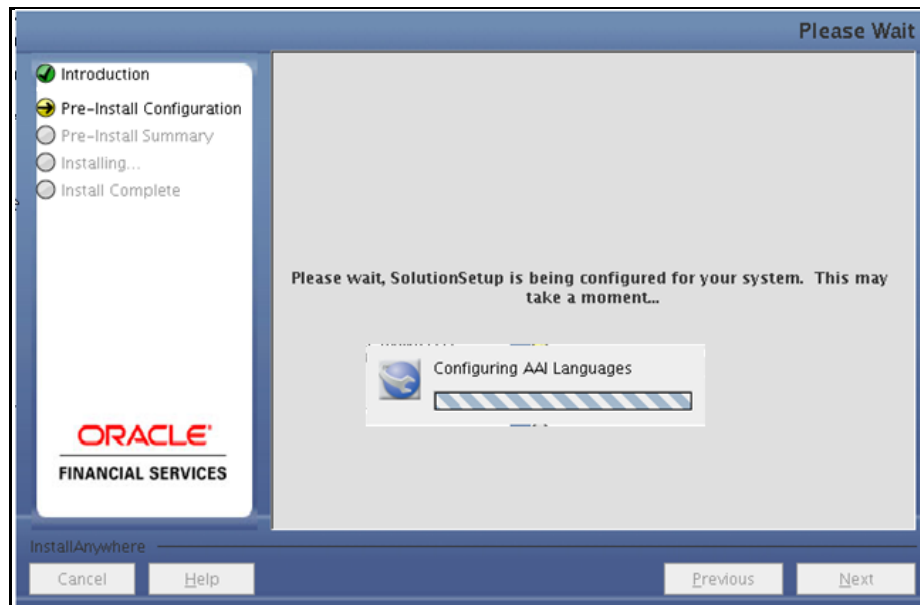 Please Wait
Introduction
Pre-Install Configuration
Pre-Install Summary
Installing...
Install Complete
Please wait, SolutionSetup is being configured for your system. This may
take a moment...
Configuring AAI Languages
ORACLE
FINANCIAL SERVICES
InstallAnywhere
Cancel
Help
Previous
Next